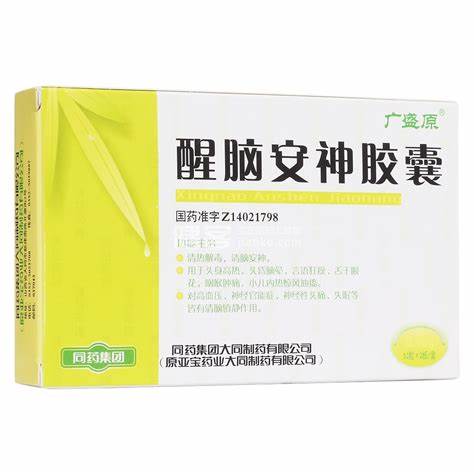 广盛原®
醒脑安神胶囊
Xingnao Anshen Jiaonang
国药准字Z14021798
功能主治
清热解毒，清脑安神。
用于头身高热，头昏脑晕，言语狂躁，舌干眼
花，咽喉肿痛，小儿内热惊风抽搐。
对高血压，神经官能症，神经性头痛，失眠等
皆有清脑镇静作用。
同药集团
同药集团大同制药有限公司
（原亚宝药业大同制药有限公司）